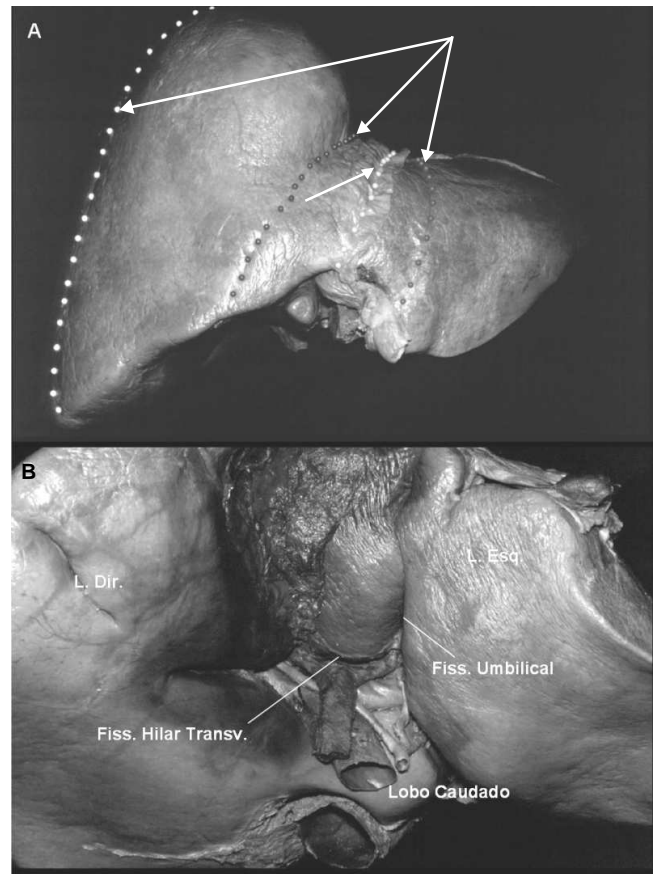 A
B
L. Dir.
L. Esq.
Fiss. Umbilical
Fiss. Hilar Transv.
Lobo Caudado